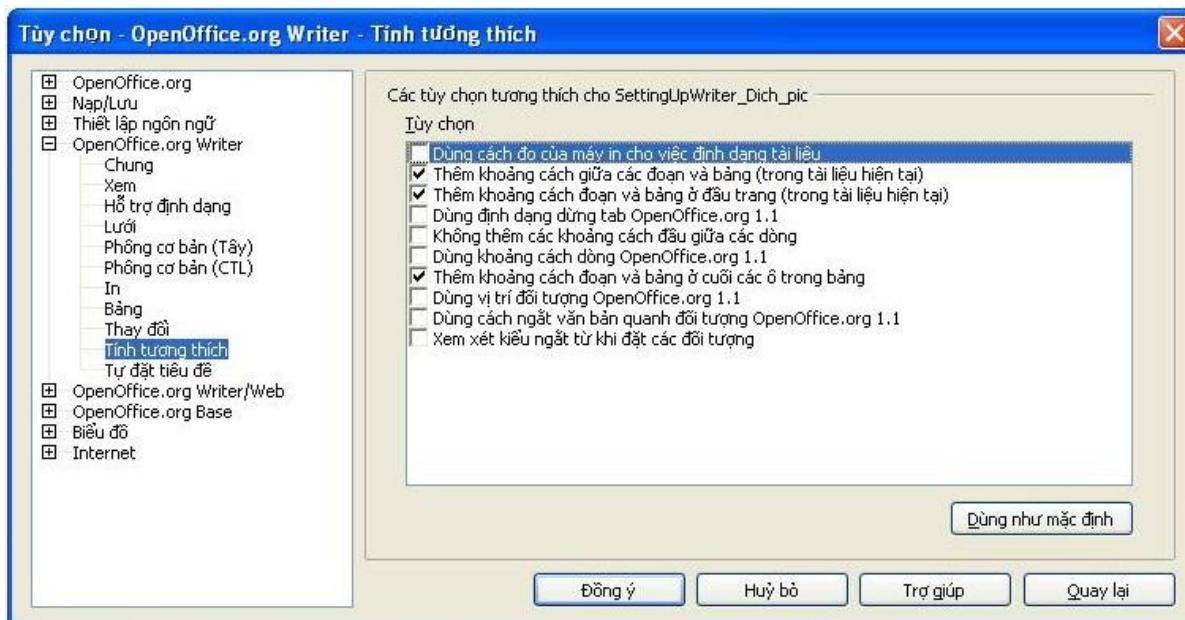 Tùy chọn - OpenOffice.org Writer - Tính tương thích
OpenOffice.org
Nạp/Lưu
Thiết lập ngôn ngữ
OpenOffice.org Writer
Chung
Xem
Hỗ trợ định dạng
Lưới
Phông cơ bản (Tây)
Phông cơ bản (CTL)
In
Bảng
Thay đổi
Tính tương thích
Tự đặt tiêu đề
OpenOffice.org Writer/Web
OpenOffice.org Base
Biểu đồ
Internet
Các tùy chọn tương thích cho SettingUpWriter_Dich_pic
Tùy chọn
Dùng cách đo của máy in cho việc định dạng tài liệu
Thêm khoảng cách giữa các đoạn và bảng (trong tài liệu hiện tại)
Thêm khoảng cách đoạn và bảng ở đầu trang (trong tài liệu hiện tại)
Dùng định dạng dừng tab OpenOffice.org 1.1
Không thêm các khoảng cách đầu giữa các dòng
Dùng khoảng cách dòng OpenOffice.org 1.1
Thêm khoảng cách đoạn và bảng ở cuối các ô trong bảng
Dùng vị trí đối tượng OpenOffice.org 1.1
Dùng cách ngắt văn bản quanh đối tượng OpenOffice.org 1.1
Xem xét kiểu ngắt từ khi đặt các đối tượng
Dùng như mặc định
Đồng ý
Huỷ bỏ
Trợ giúp
Quay lại